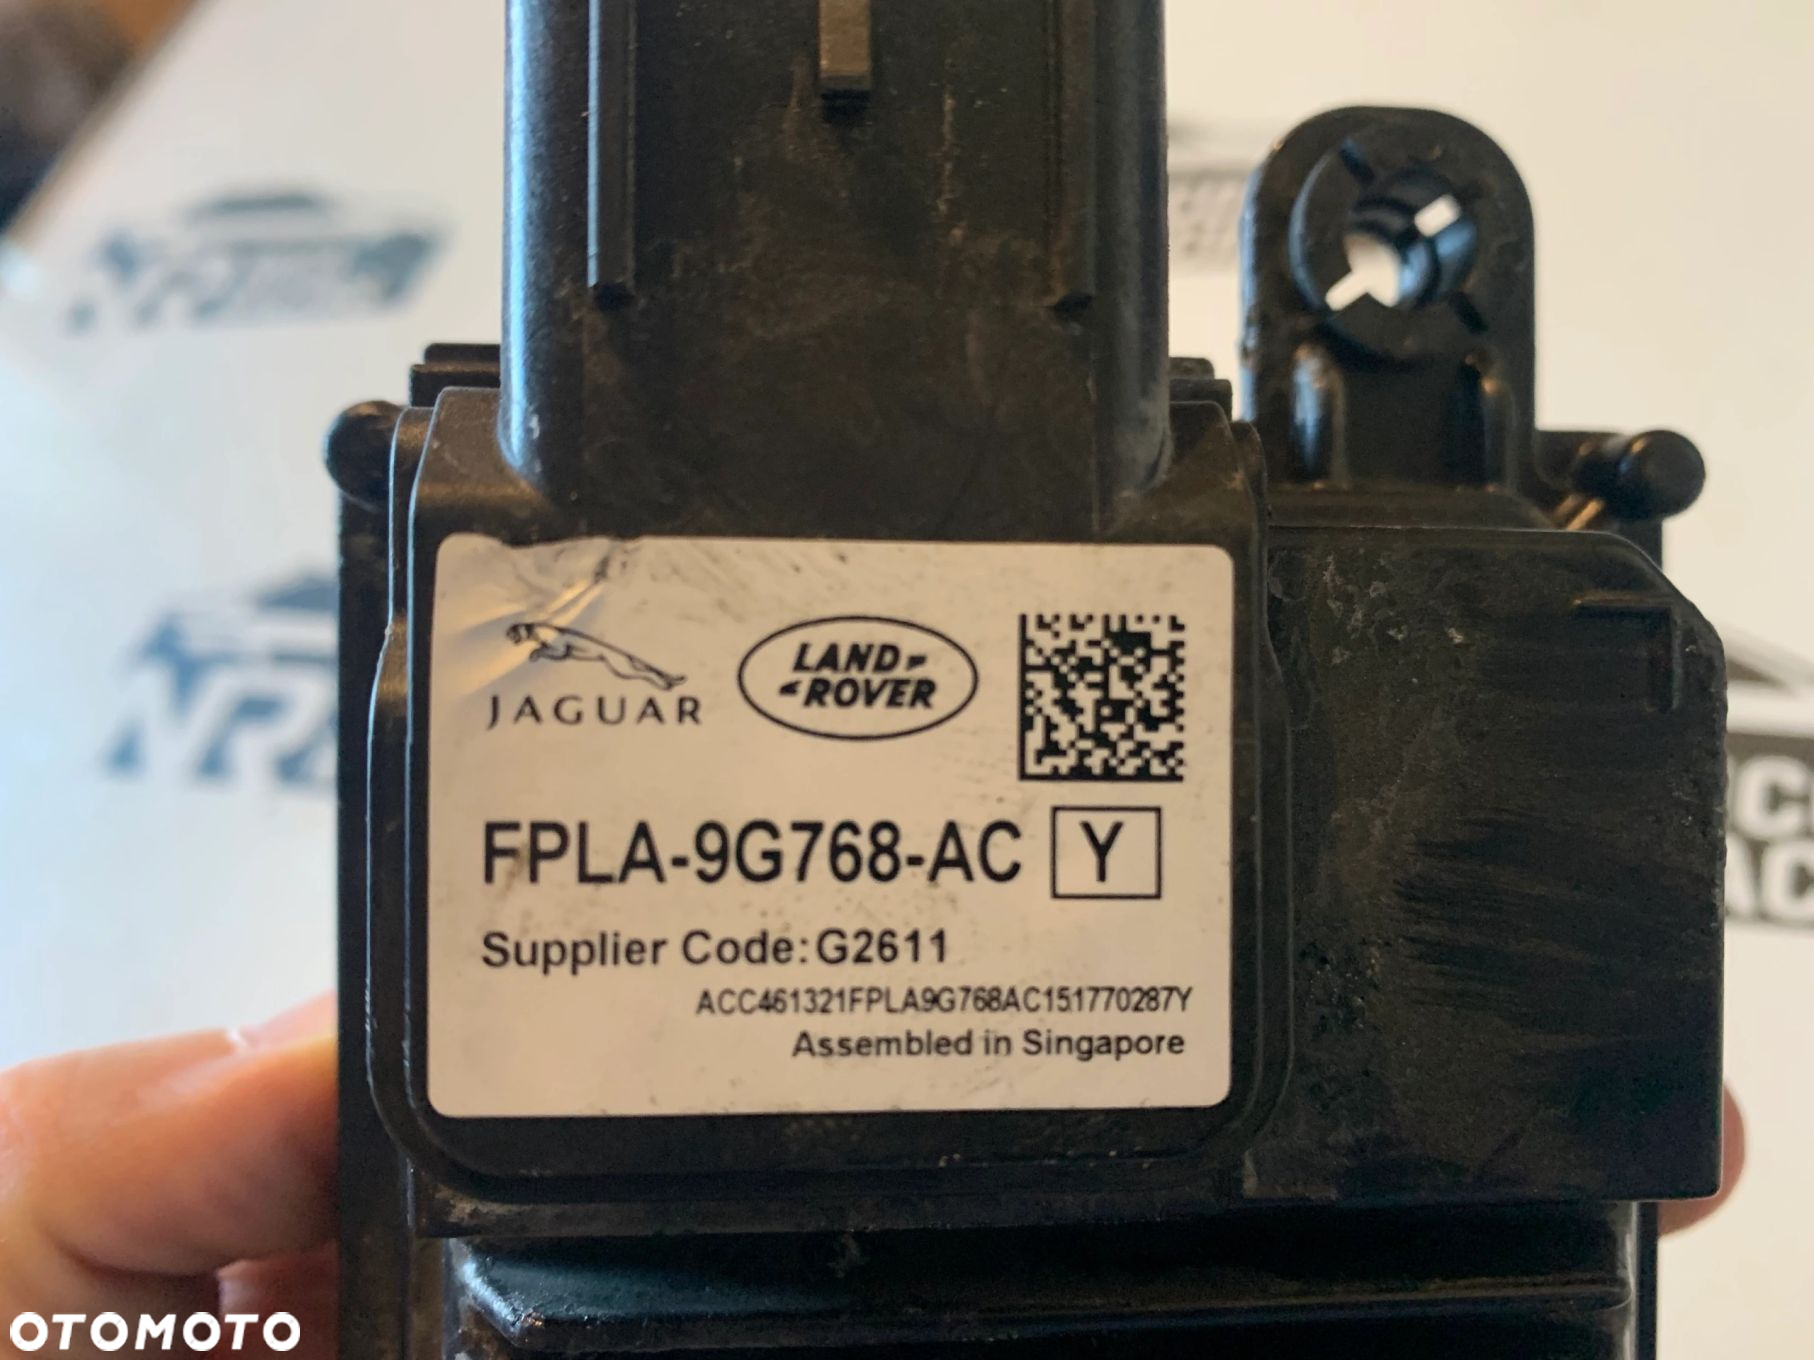 JAGUAR
LAND
ROVER
FPLA-9G768-AC Y
Supplier Code: G2611
ACC461321FPLA9G768AC151770287Y
Assembled in Singapore
OTOMOTO